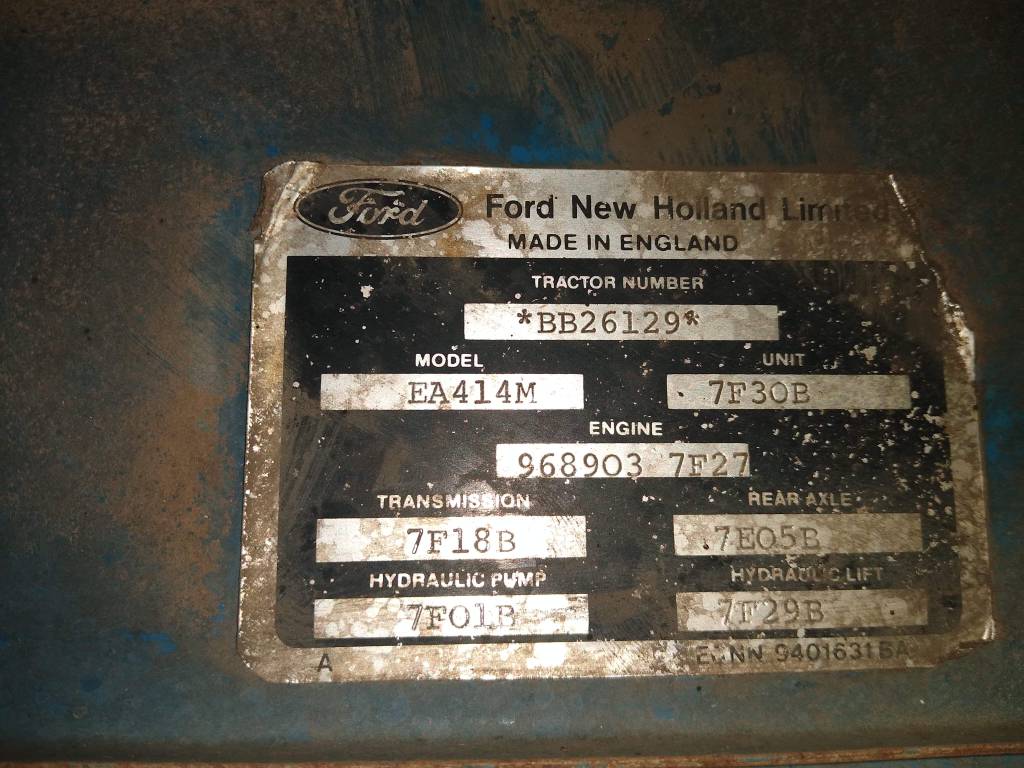 Ford Ford New Holland Limited
MADE IN ENGLAND
TRACTOR NUMBER
*BB26129*
MODEL UNIT
EA414M 7F30B
ENGINE
968903 7F27
TRANSMISSION REAR AXLE
7F18B 7E05B
HYDRAULIC PUMP HYDRAULIC LIFT
7F01B 7F29B
A